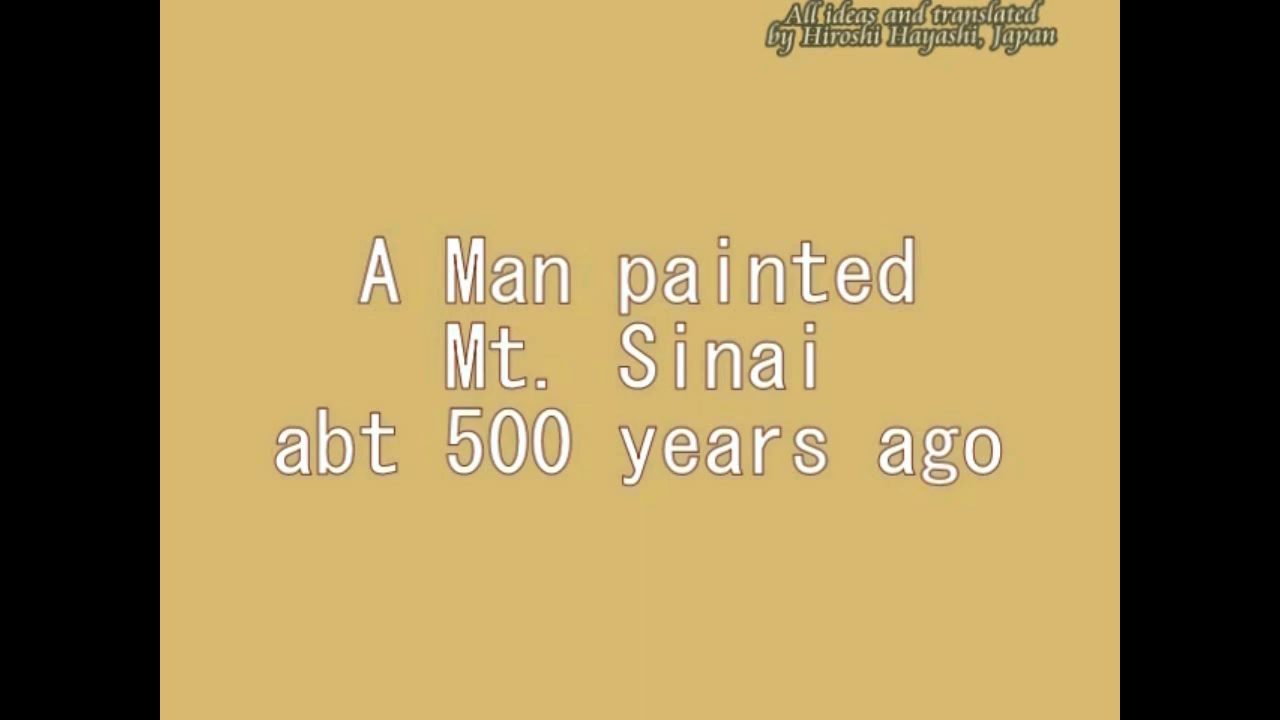 All ideas and translated
by Hiroshi Hayashi, Japan
A Man painted
Mt. Sinai
abt 500 years ago